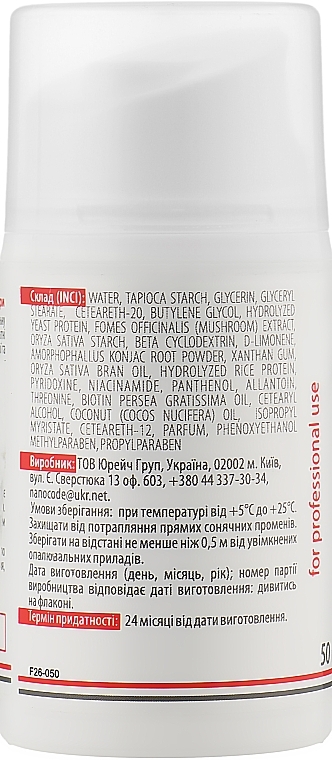 Склад (INCI): WATER, TAPIOCA STARCH, GLYCERIN, GLYCERYL
STEARATE, CETEARETH-20, BUTYLENE GLYCOL, HYDROLYZED
YEAST PROTEIN, FOMES OFFICINALIS (MUSHROOM) EXTRACT,
ORYZA SATIVA STARCH, BETA CYCLODEXTRIN, D-LIMONENE,
AMORPHOPHALLUS KONJAC ROOT POWDER, XANTHAN GUM,
ORYZA SATIVA BRAN OIL, HYDROLYZED RICE PROTEIN,
PYRIDOXINE, NIACINAMIDE, PANTHENOL, ALLANTOIN,
THREONINE, BIOTIN PERSEA GRATISSIMA OIL, CETEARYL
ALCOHOL, COCONUT (COCOS NUCIFERA) OIL, ISOPROPYL
MYRISTATE, CETEARETH-12, PARFUM, PHENOXYETHANOL
METHYLPARABEN, PROPYLPARABEN
Виробник: ТОВ Юрейч Груп, Україна, 02002 м. Київ,
вул. Є. Сверстюка 13 оф. 603, +380 44 337-30-34,
nanocode@ukr.net.
Умови зберігання: при температурі від +5°C до +25°C.
Захищати від потрапляння прямих сонячних променів.
Зберігати на відстані не менше ніж 0,5 м від увімкнених
опалювальних приладів.
Дата виготовлення (день, місяць, рік); номер партії
виробництва відповідає даті виготовлення: дивитись
на флаконі.
Термін придатності: 24 місяці від дати виготовлення.
F26-050
for professional use
50